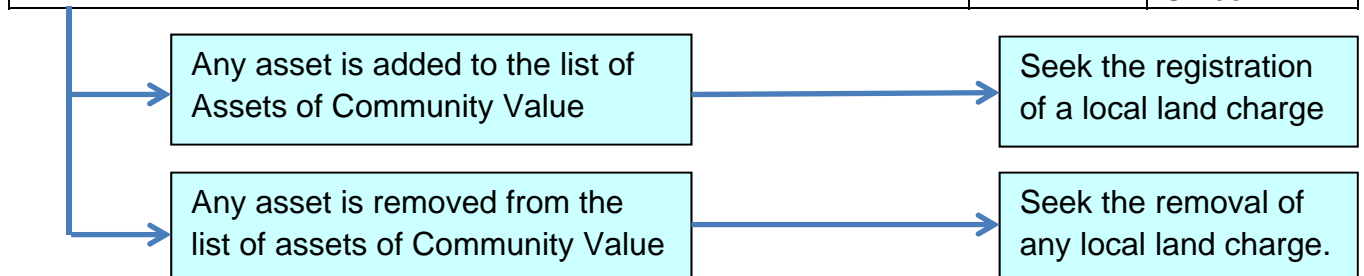 Any asset is added to the list of
Assets of Community Value
Seek the registration
of a local land charge
Any asset is removed from the
list of assets of Community Value
Seek the removal of
any local land charge.